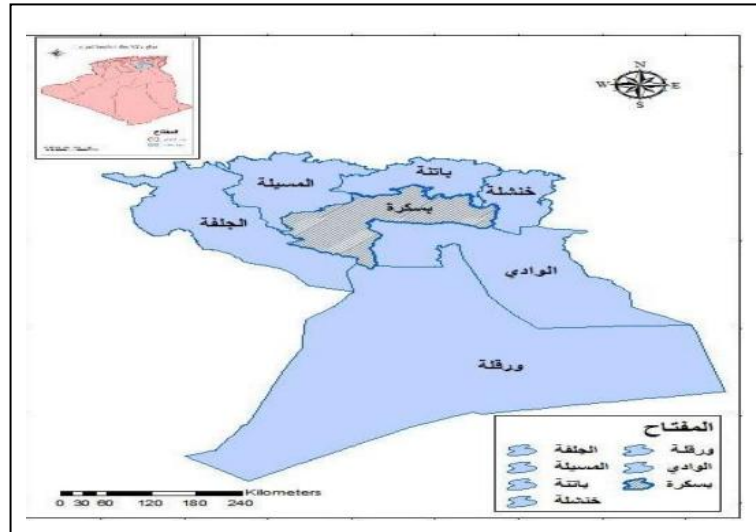 المفتاح
N
W E
S
باتنة
المسيلة
خنشلة
بسكرة
الجلفة
الوادي
ورقلة
المفتاح
ورقلة الجلفة
الوادي المسيلة
بسكرة باتنة
خنشلة
Kilometers
0 30 60 120 180 240